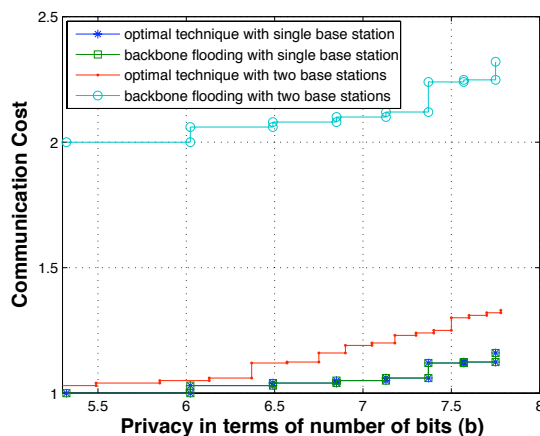 2.5
optimal technique with single base station
backbone flooding with single base station
optimal technique with two base stations
backbone flooding with two base stations
2
1.5
1
Communication Cost
5.5 6 6.5 7 7.5 8
Privacy in terms of number of bits (b)